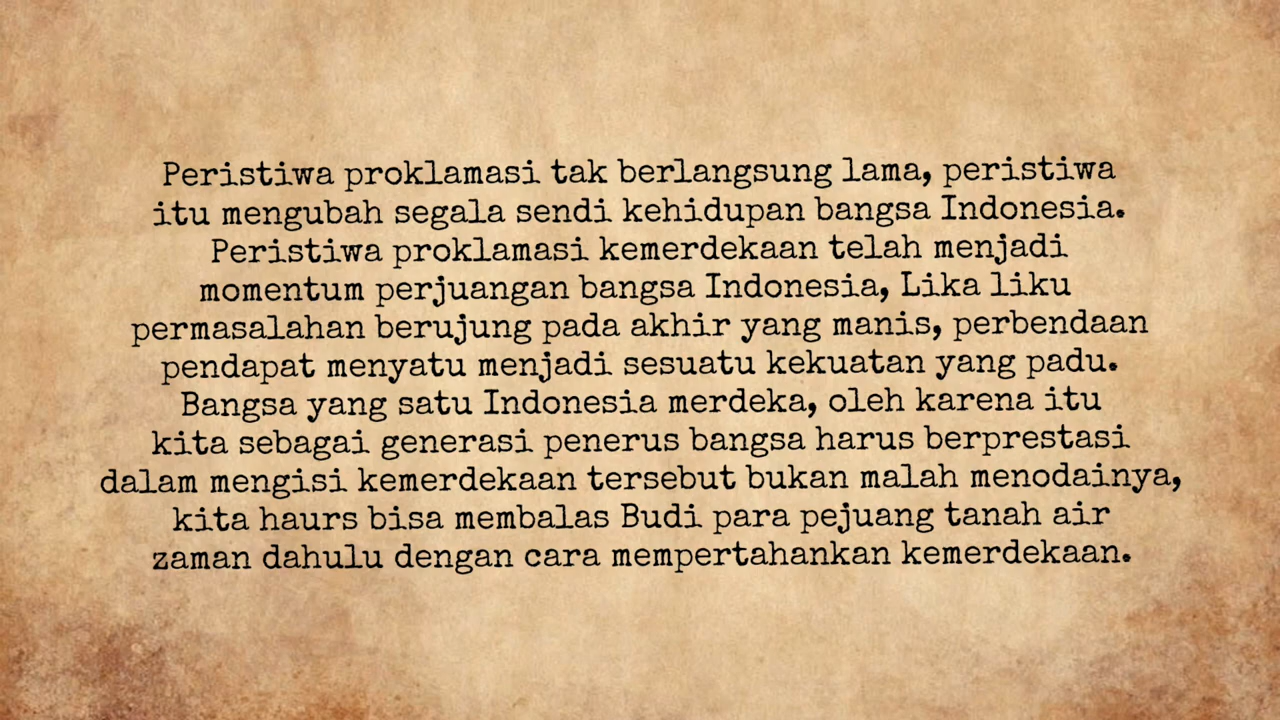 Peristiwa proklamasi tak berlangsung lama, peristiwa
itu mengubah segala sendi kehidupan bangsa Indonesia.
Peristiwa proklamasi kemerdekaan telah menjadi
momentum perjuangan bangsa Indonesia, Lika liku
permasalahan berujung pada akhir yang manis, perbendaan
pendapat menyatu menjadi sesuatu kekuatan yang padu.
Bangsa yang satu Indonesia merdeka, oleh karena itu
kita sebagai generasi penerus bangsa harus berprestasi
dalam mengisi kemerdekaan tersebut bukan malah menodainya,
kita haurs bisa membalas Budi para pejuang tanah air
zaman dahulu dengan cara mempertahankan kemerdekaan.